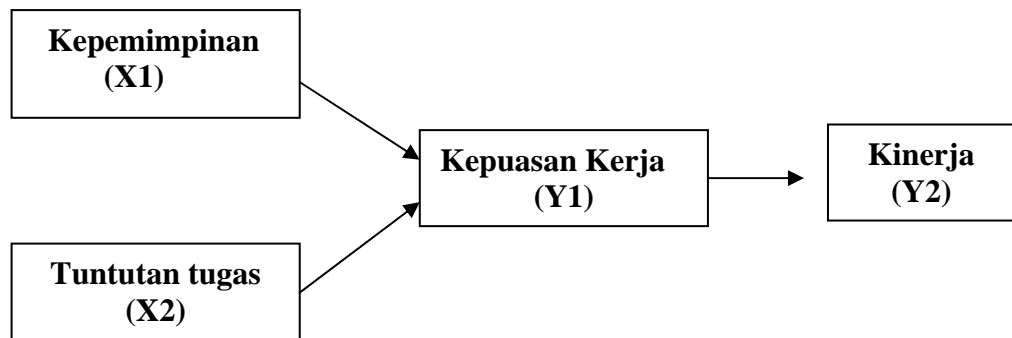 Kepemimpinan
(X1)
Kepuasan Kerja
(Y1)
Kinerja
(Y2)
Tuntutan tugas
(X2)